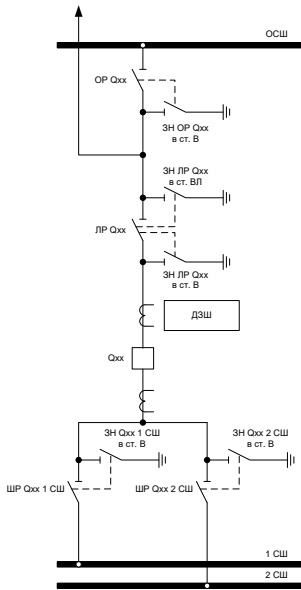 ОСШ
ОР Qxx
ЗН ОР Qxx
в ст. В
ЗН ЛР Qxx
в ст. ВЛ
ЛР Qxx
ЗН ЛР Qxx
в ст. В
ДЗШ
Qxx
ЗН Qxx 1 СШ
в ст. В
ЗН Qxx 2 СШ
в ст. В
ШР Qxx 1 СШ
ШР Qxx 2 СШ
1 СШ
2 СШ